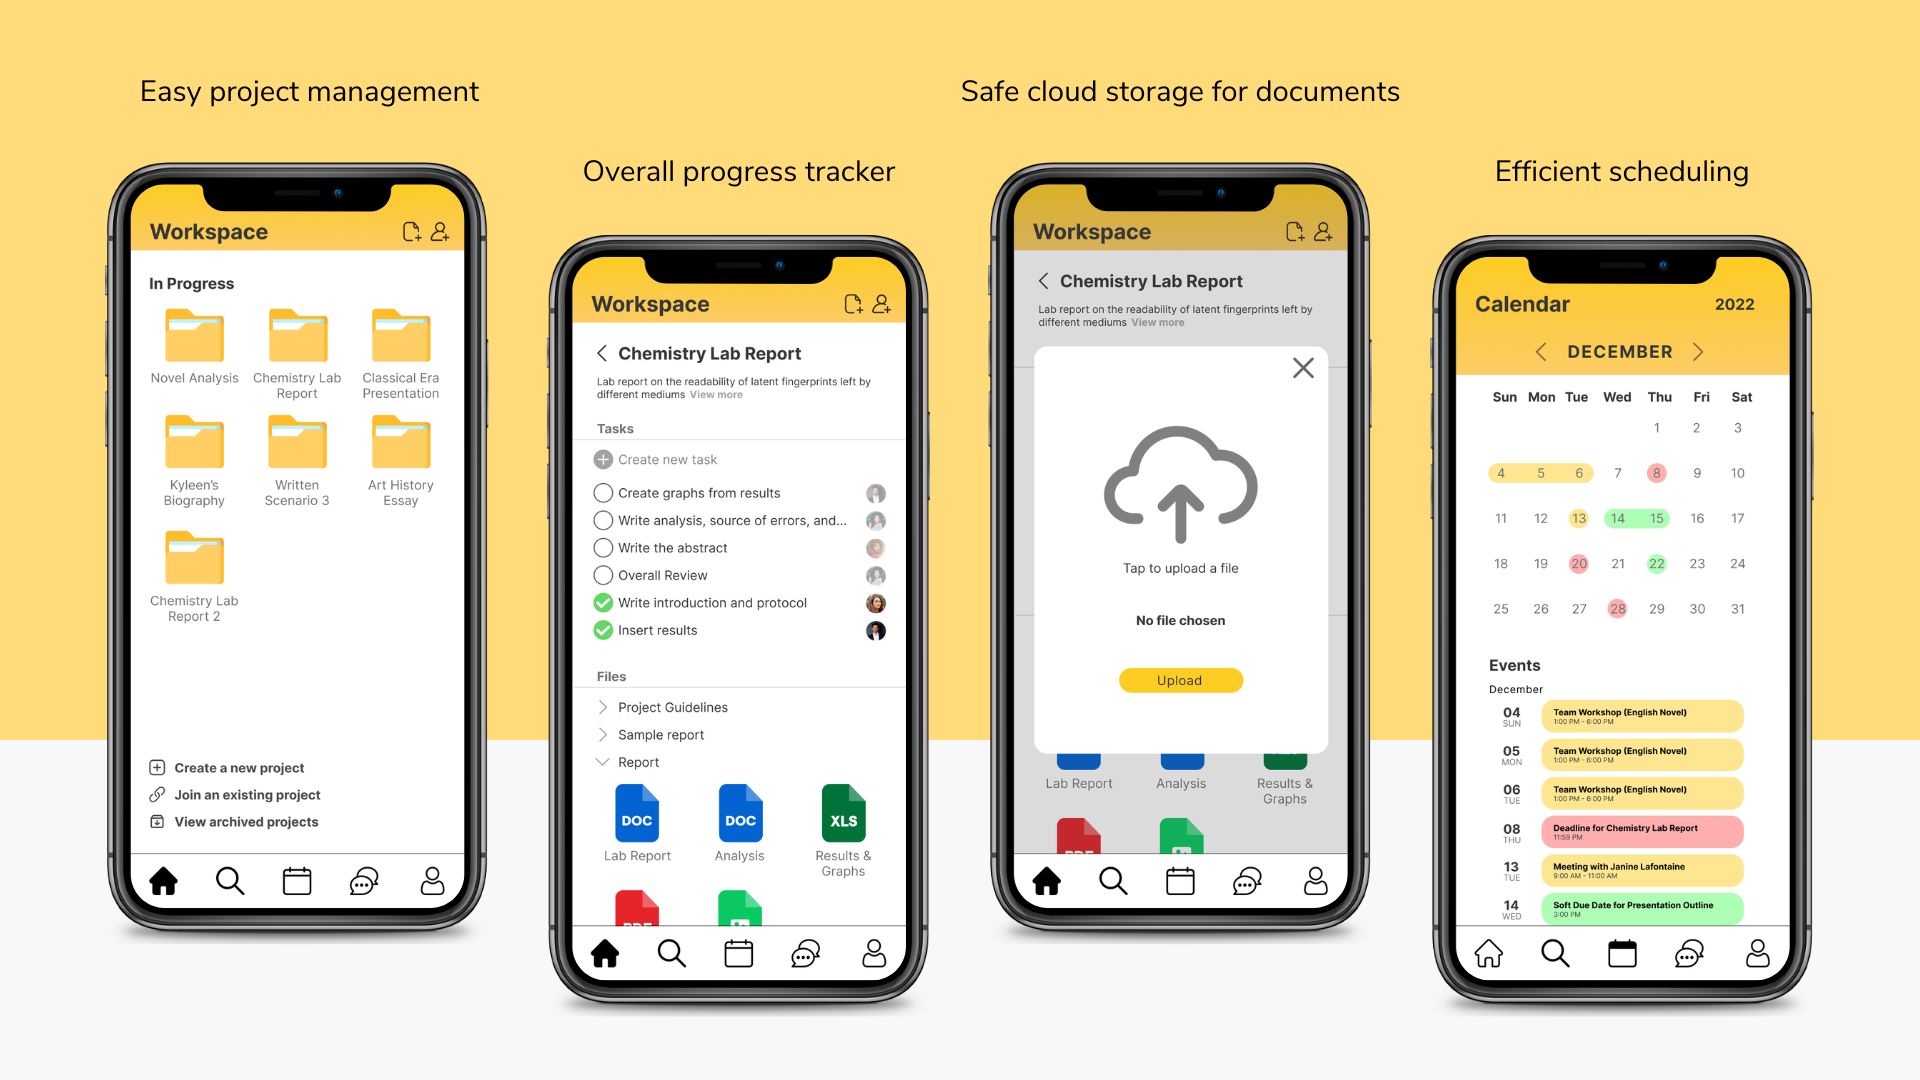 Easy project management
Overall progress tracker
Safe cloud storage for documents
Efficient scheduling
Workspace
In Progress
Novel Analysis
Chemistry Lab
Report
Classical Era
Presentation
Kyleen's
Biography
Written
Scenario 3
Art History
Essay
Chemistry Lab
Report 2
Create a new project
Join an existing project
View archived projects
Workspace
Chemistry Lab Report
Lab report on the readability of latent fingerprints left by
different mediums View more
Tasks
Create new task
Create graphs from results
Write analysis, source of errors, and...
Write the abstract
Overall Review
Write introduction and protocol
Insert results
Files
Project Guidelines
Sample report
Report
DOC DOC XLS
Lab Report
Analysis
Results &
Graphs
PDF
Workspace
Chemistry Lab Report
Lab report on the readability of latent fingerprints left by
different mediums View more
Tap to upload a file
No file chosen
Upload
Lab Report
Analysis
Results &
Graphs
PDF
Calendar 2022
DECEMBER
Sun Mon Tue Wed Thu Fri Sat
1 2 3
4 5 6 7 8 9 10
11 12 13 14 15 16 17
18 19 20 21 22 23 24
25 26 27 28 29 30 31
Events
December
04 SUN
Team Workshop (English Novel)
1:00 PM - 6:00 PM
05 MON
Team Workshop (English Novel)
1:00 PM - 6:00 PM
06 TUE
Team Workshop (English Novel)
1:00 PM - 6:00 PM
08 THU
Deadline for Chemistry Lab Report
11:59 PM
13 TUE
Meeting with Janine Lafontaine
9:00 AM - 11:00 AM
14 WED
Soft Due Date for Presentation Outline
3:00 PM